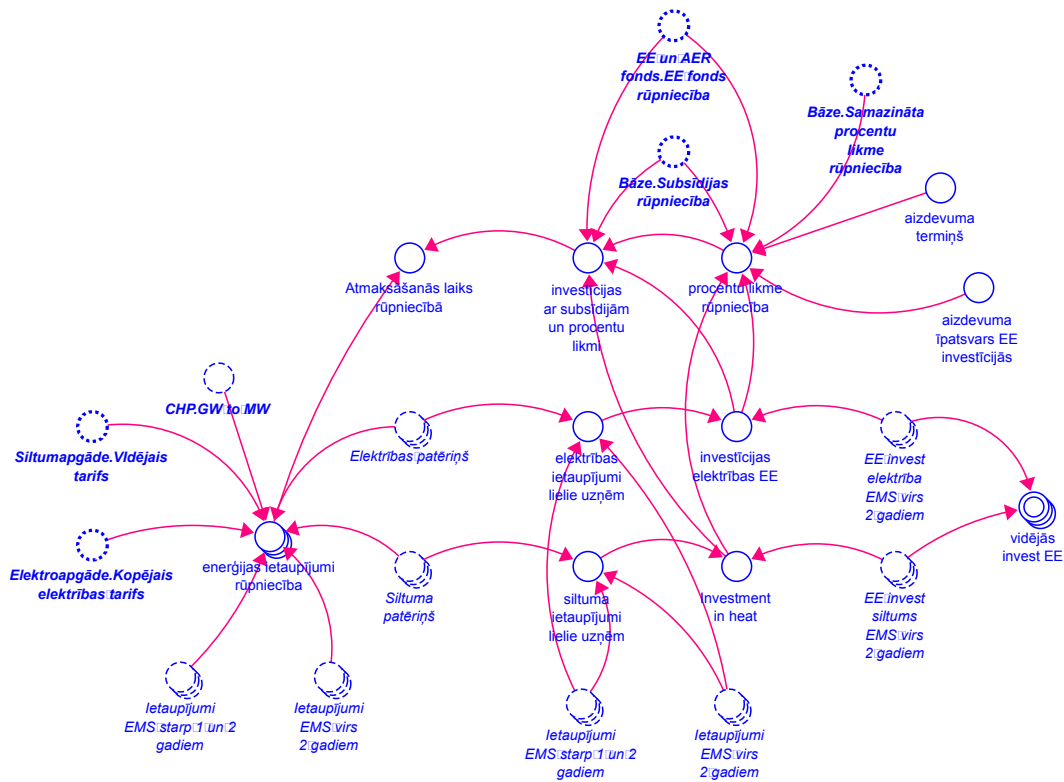 EE un AER
fonds.EE fonds
rūpniecība
Bāze.Samazināta
procentu
likme
rūpniecība
Bāze.Subsīdijas
rūpniecība
aizdevuma
termiņš
Atmaksāšanās laiks
rūpniecībā
investīcijas
ar subsīdijām
un procentu
likmi
procentu likme
rūpniecība
aizdevuma
īpatsvars EE
investīcijās
CHP.GW to MW
Siltumapgāde.VIdējais
tarifs
Elektrības patēriņš
elektrības
ietaupījumi
lielie uzņēm
investīcijas
elektrības EE
EE invest
elektrība
EMS virs
2 gadiem
vidējās
invest EE
Elektroapgāde.Kopējais
elektrības tarifs
enerģijas ietaupījumi
rūpniecība
Siltuma
patēriņš
siltuma
ietaupījumi
lielie uzņēm
Investment
in heat
EE invest
siltums
EMS virs
2 gadiem
Ietaupījumi
EMS starp 1 un 2
gadiem
Ietaupījumi
EMS virs
2 gadiem
Ietaupījumi
EMS starp 1 un 2
gadiem
Ietaupījumi
EMS virs
2 gadiem